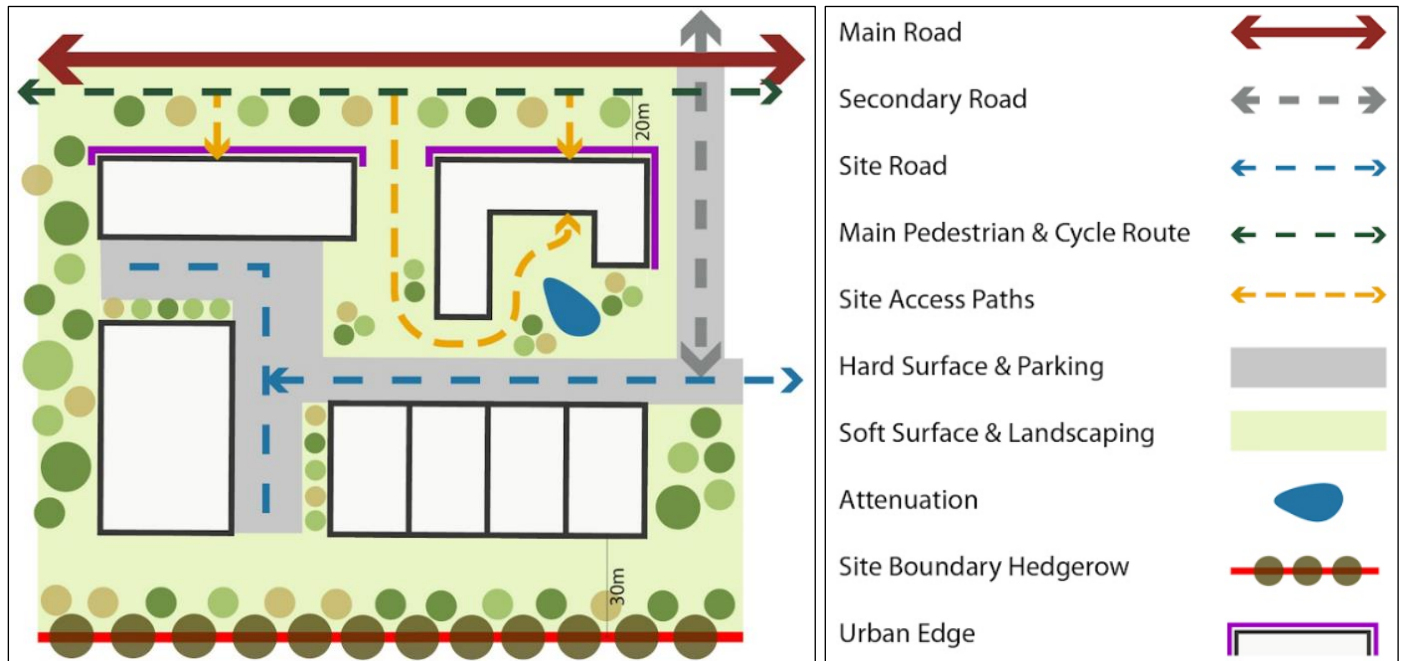 20m
30m
Main Road
Secondary Road
Site Road
Main Pedestrian & Cycle Route
Site Access Paths
Hard Surface & Parking
Soft Surface & Landscaping
Attenuation
Site Boundary Hedgerow
Urban Edge